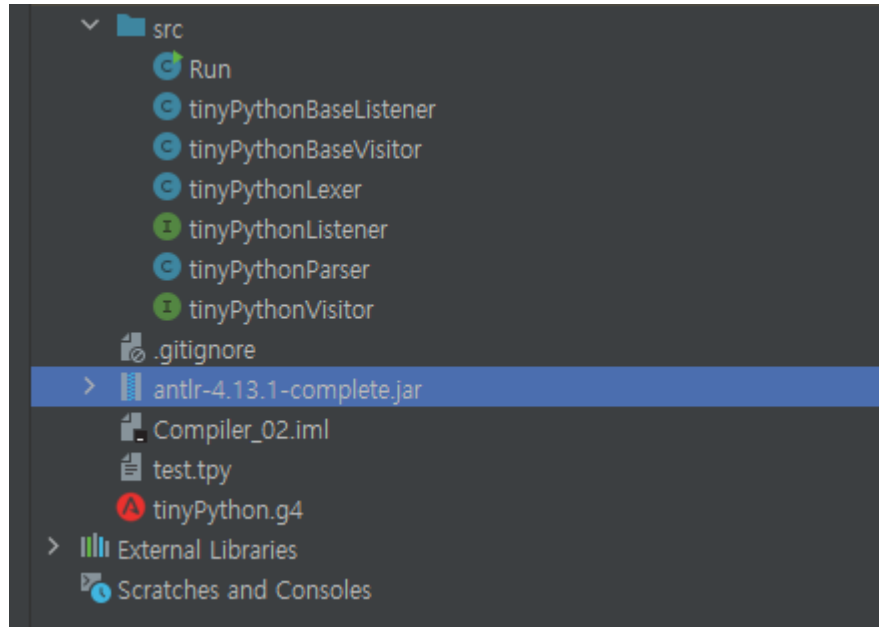 src
Run
tinyPythonBaseListener
tinyPythonBaseVisitor
tinyPythonLexer
tinyPythonListener
tinyPythonParser
tinyPythonVisitor
.gitignore
antlr-4.13.1-complete.jar
Compiler_02.iml
test.tpy
tinyPython.g4
External Libraries
Scratches and Consoles